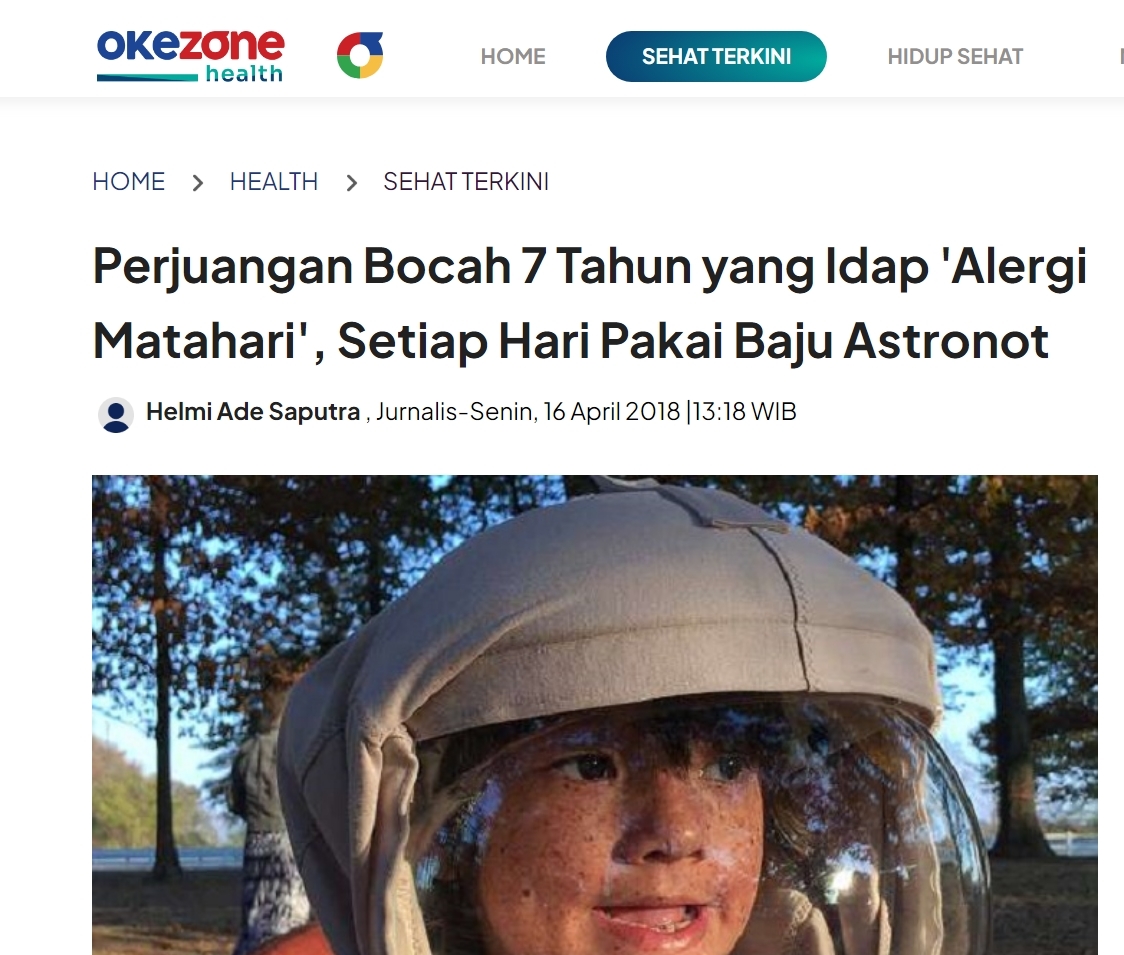 okezone
health
HOME
SEHAT TERKINI
HIDUP SEHAT
HOME > HEALTH > SEHAT TERKINI
Perjuangan Bocah 7 Tahun yang Idap 'Alergi
Matahari', Setiap Hari Pakai Baju Astronot
Helmi Ade Saputra , Jurnalis-Senin, 16 April 2018 |13:18 WIB